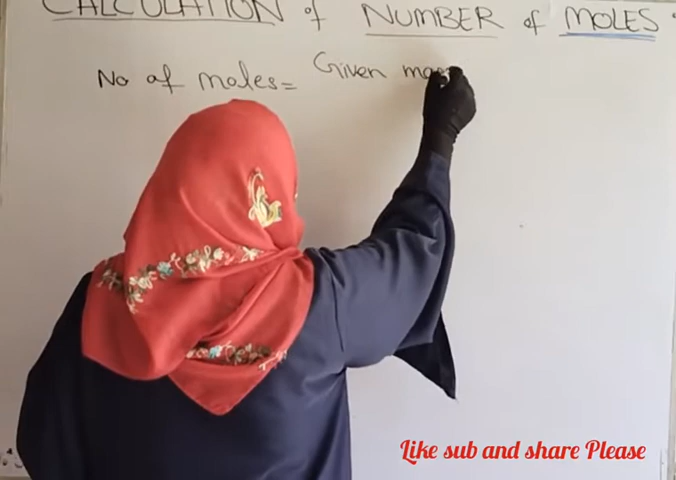 CALCULATION of NUMBER of MOLES
No of moles = Given
Like sub and share Please